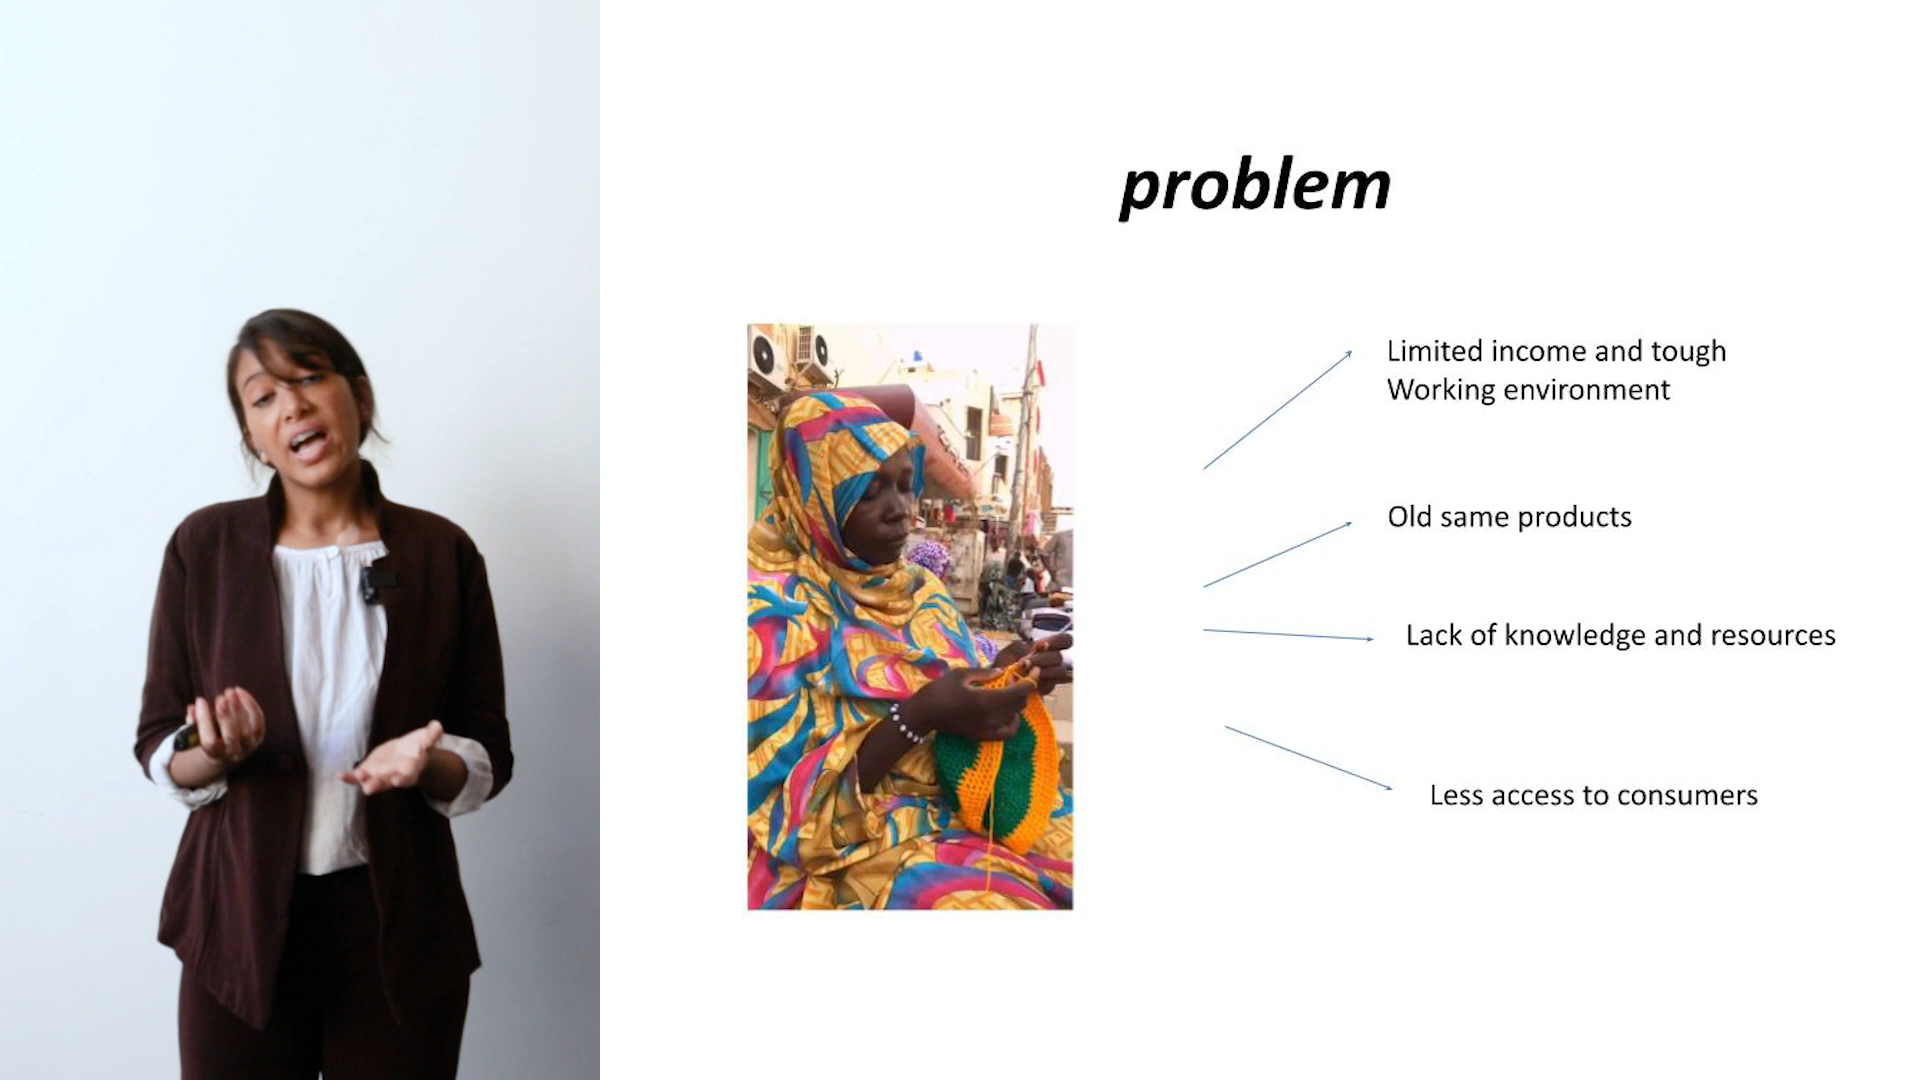 problem
Limited income and tough
Working environment
Old same products
Lack of knowledge and resources
Less access to consumers